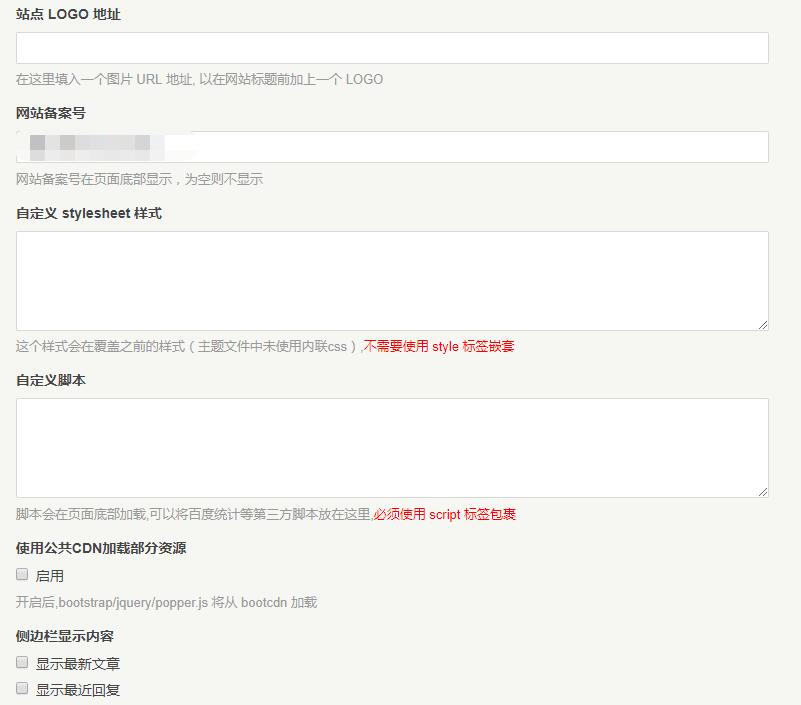 站点 LOGO 地址
在这里填入一个图片 URL 地址, 以在网站标题前加上一个 LOGO
网站备案号
网站备案号在页面底部显示，为空则不显示
自定义 stylesheet 样式
这个样式会在覆盖之前的样式（主题文件中未使用内联css）,不需要使用 style 标签嵌套
自定义脚本
脚本会在页面底部加载,可以将百度统计等第三方脚本放在这里,必须使用 script 标签包裹
使用公共CDN加载部分资源
启用
开启后,bootstrap/jquery/popper.js 将从 bootcdn 加载
侧边栏显示内容
显示最新文章
显示最近回复